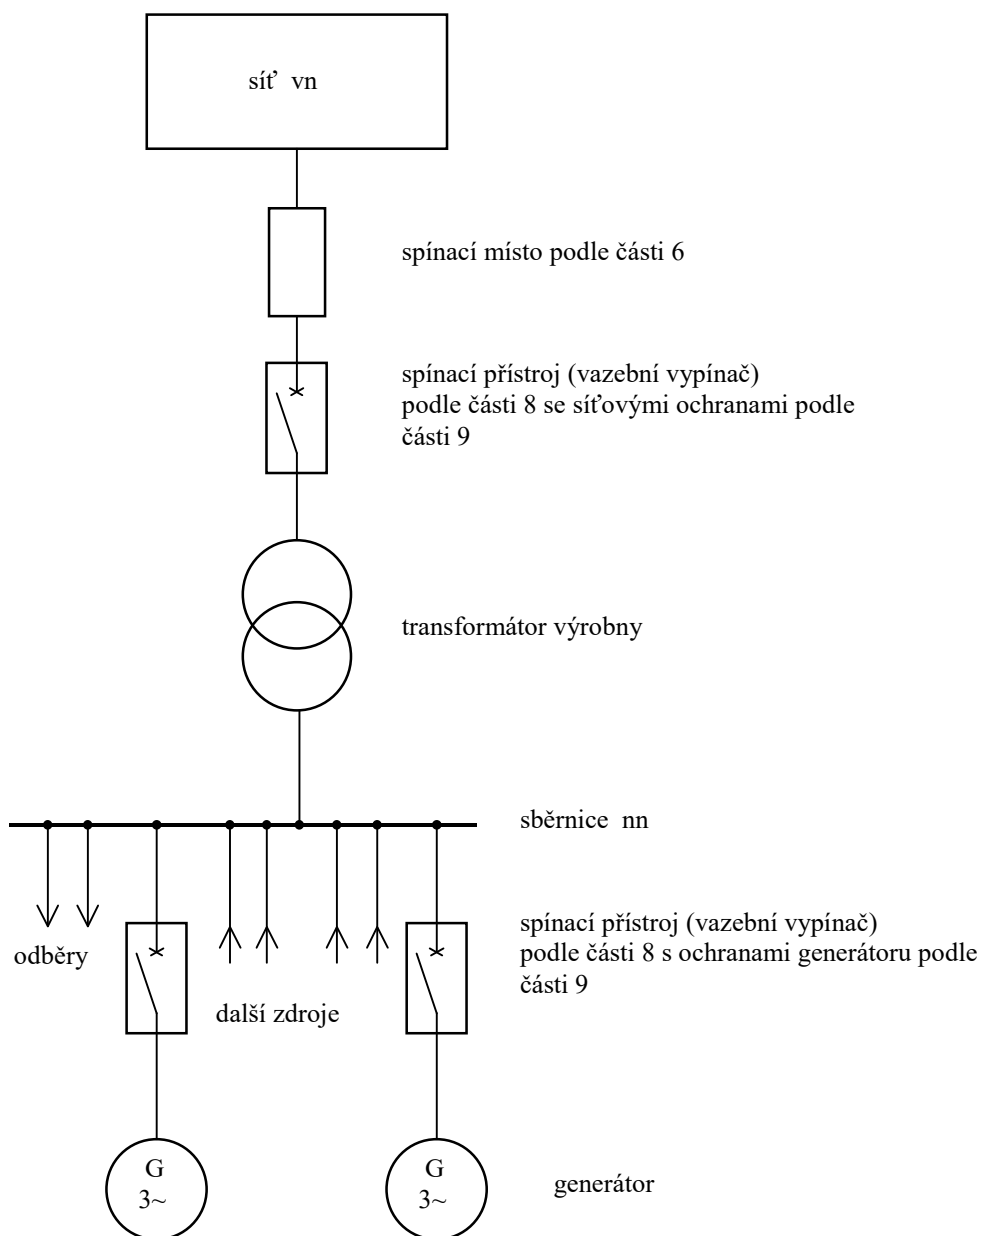 síť vn
spínací místo podle části 6
spínací přístroj (vazební vypínač)
podle části 8 se síťovými ochranami podle
části 9
transformátor výrobny
sběrnice nn
odběry
další zdroje
spínací přístroj (vazební vypínač)
podle části 8 s ochranami generátoru podle
části 9
G
3~
G
3~
generátor